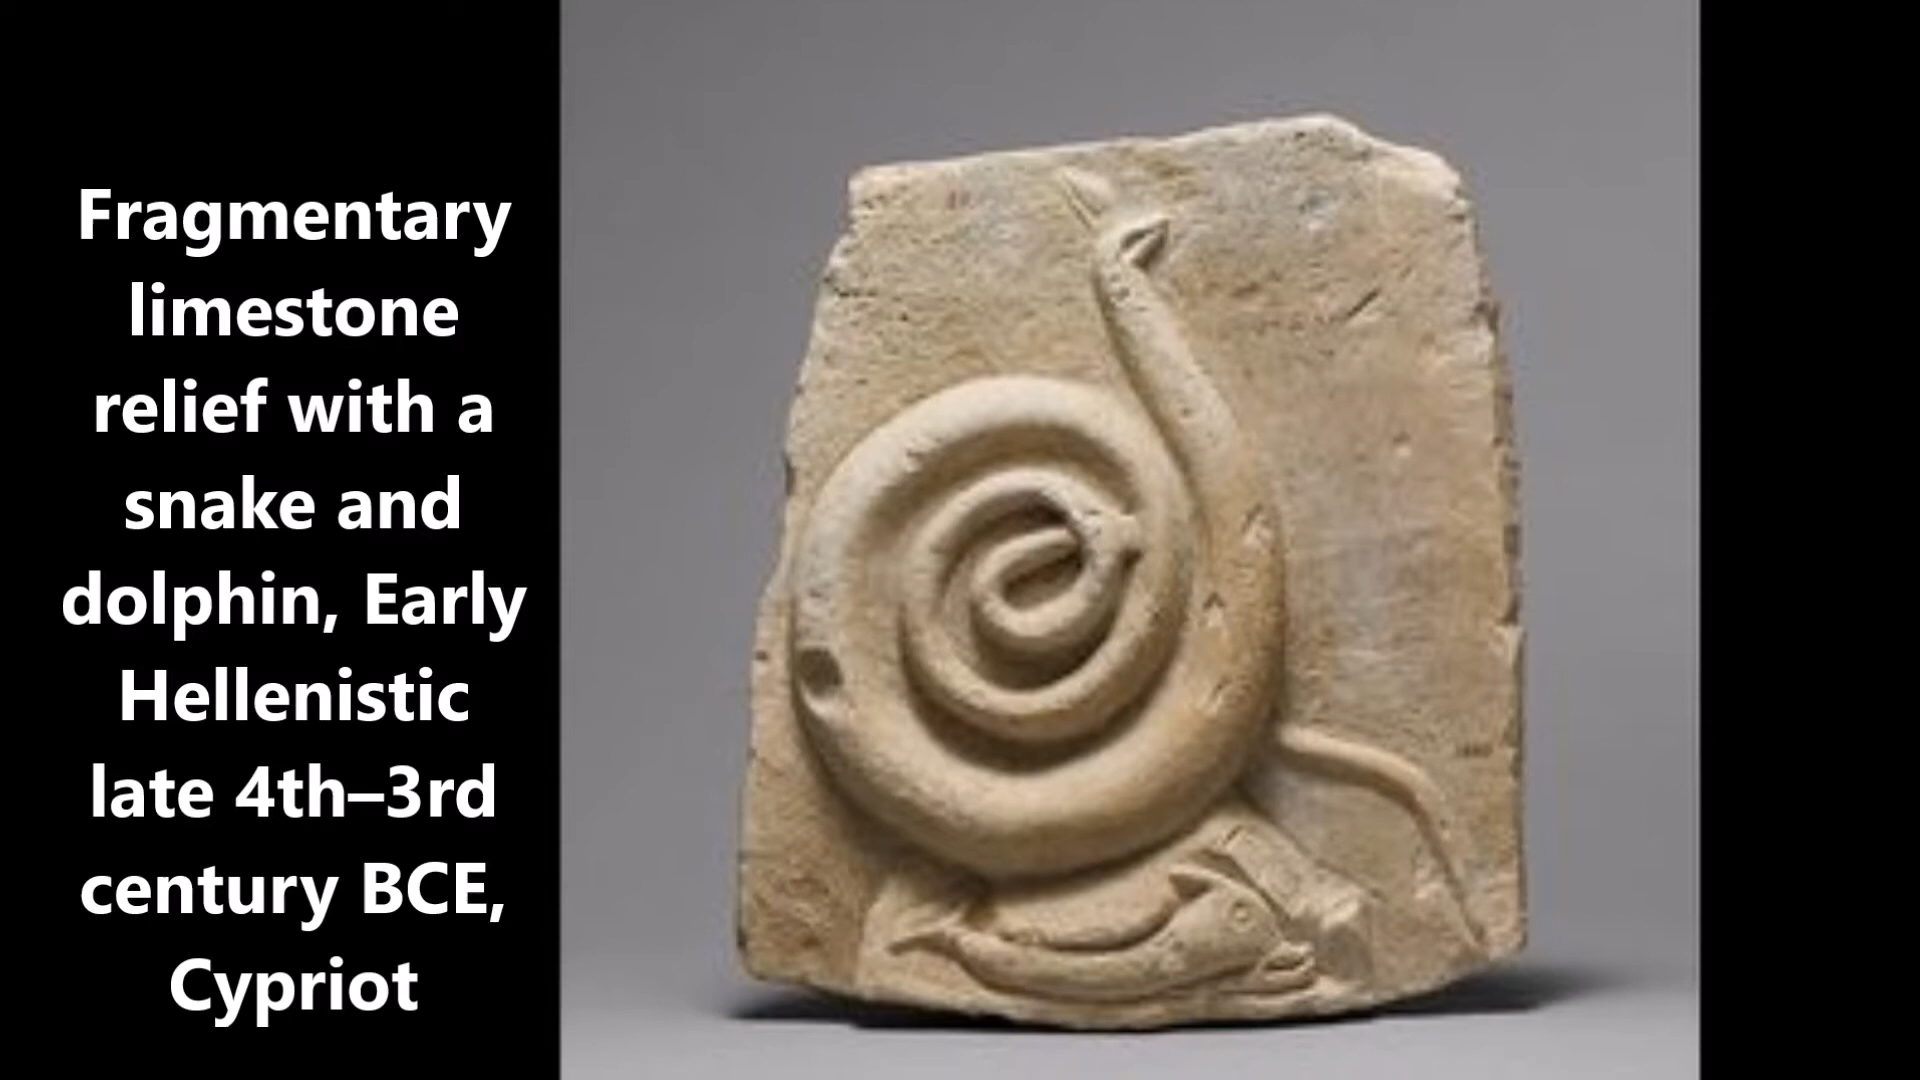 Fragmentary
limestone
relief with a
snake and
dolphin, Early
Hellenistic
late 4th–3rd
century BCE,
Cypriot